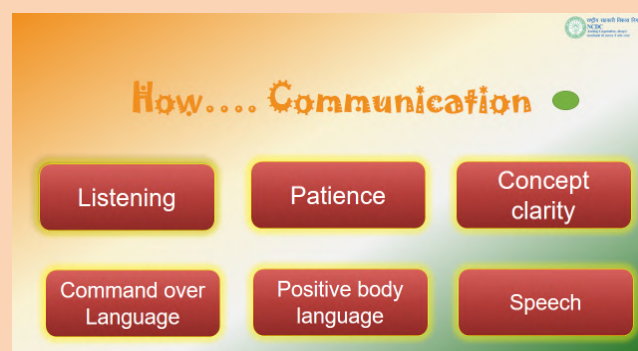 NCDC
How.... Communication
Listening
Patience
Concept
clarity
Command over
Language
Positive body
language
Speech